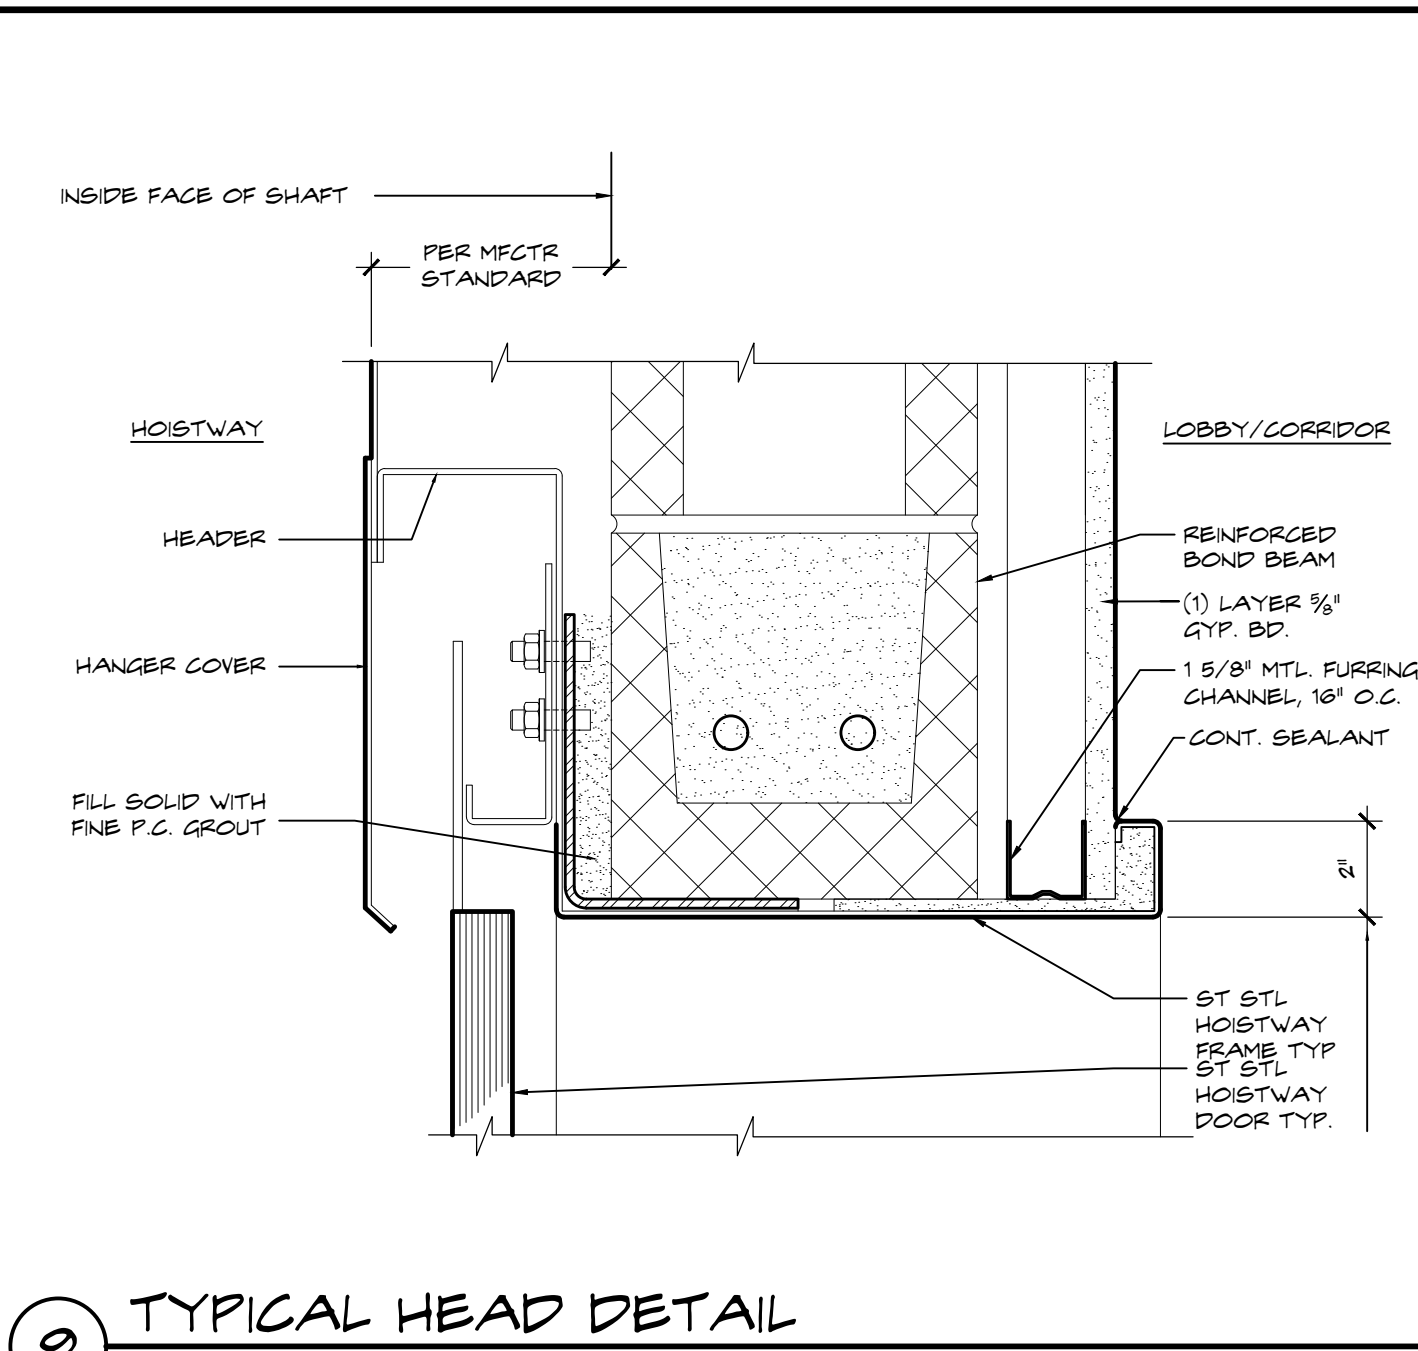 INSIDE FACE OF SHAFT
PER MFCTR
STANDARD
HOISTWAY
LOBBY/CORRIDOR
HEADER
REINFORCED
BOND BEAM
(1) LAYER ⅝"
GYP. BD.
HANGER COVER
1 5/8" MTL. FURRING
CHANNEL, 16" O.C.
CONT. SEALANT
FILL SOLID WITH
FINE P.C. GROUT
2"
ST STL
HOISTWAY
FRAME TYP
ST STL
HOISTWAY
DOOR TYP.
TYPICAL HEAD DETAIL